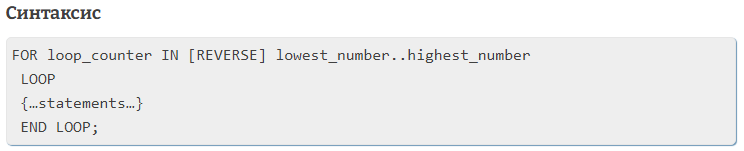 Синтаксис
FOR loop_counter IN [REVERSE] lowest_number..highest_number
LOOP
{…statements…}
END LOOP;